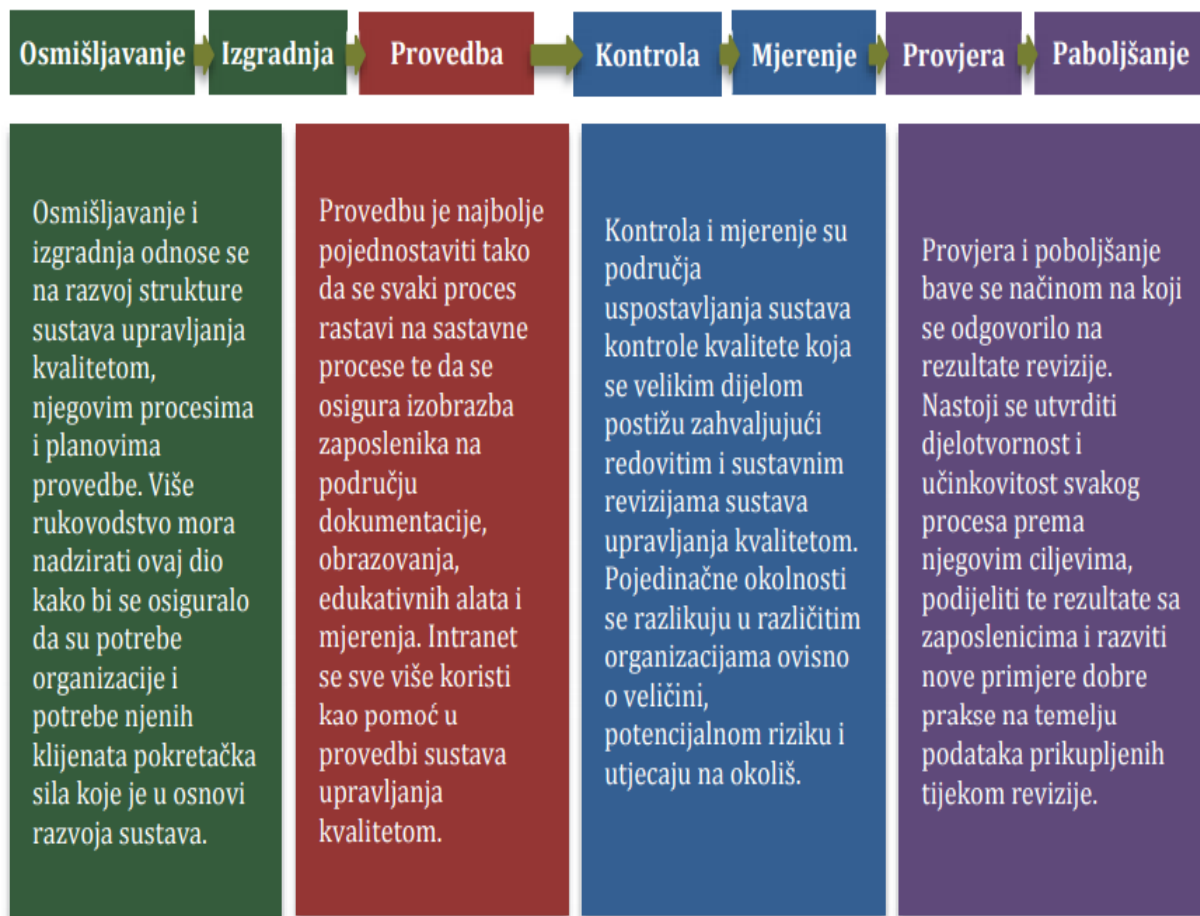 Osmišljavanje
Izgradnja
Provedba
Kontrola
Mjerenje
Provjera
Paboljšanje
Osmišljavanje i
izgradnja odnose se
na razvoj strukture
sustava upravljanja
kvalitetom,
njegovim procesima
i planovima
provedbe. Više
rukovodstvo mora
nadzirati ovaj dio
kako bi se osiguralo
da su potrebe
organizacije i
potrebe njenih
klijenata pokretačka
sila koje je u osnovi
razvoja sustava.
Provedbu je najbolje
pojednostaviti tako
da se svaki proces
rastavi na sastavne
procese te da se
osigura izobrazba
zaposlenika na
području
dokumentacije,
obrazovanja,
edukativnih alata i
mjerenja. Intranet
se sve više koristi
kao pomoć u
provedbi sustava
upravljanja
kvalitetom.
Kontrola i mjerenje su
područja
uspostavljanja sustava
kontrole kvalitete koja
se velikim dijelom
postižu zahvaljujući
redovitim i sustavnim
revizijama sustava
upravljanja kvalitetom.
Pojedinačne okolnosti
se razlikuju u različitim
organizacijama ovisno
o veličini,
potencijalnom riziku i
utjecaju na okoliš.
Provjera i poboljšanje
bave se načinom na koji
se odgovorilo na
rezultate revizije.
Nastoji se utvrditi
djelotvornost i
učinkovitost svakog
procesa prema
njegovim ciljevima,
podijeliti te rezultate sa
zaposlenicima i razviti
nove primjere dobre
prakse na temelju
podataka prikupljenih
tijekom revizije.